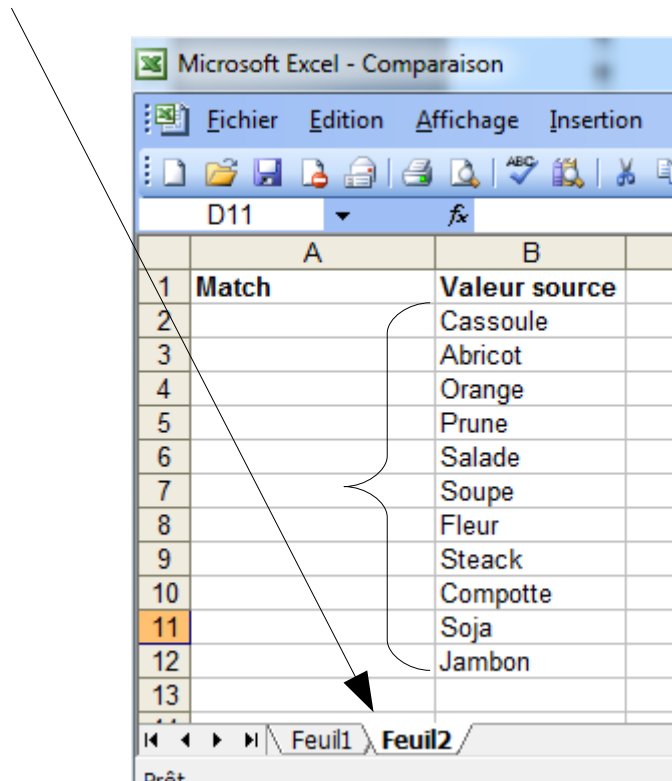 Microsoft Excel - Comparaison
Fichier Edition Affichage Insertion
ABC
D11 fx
A B
1 Match Valeur source
2 Cassoule
3 Abricot
4 Orange
5 Prune
6 Salade
7 Soupe
8 Fleur
9 Steack
10 Compotte
11 Soja
12 Jambon
13
Feuil1 Feuil2
Prêt